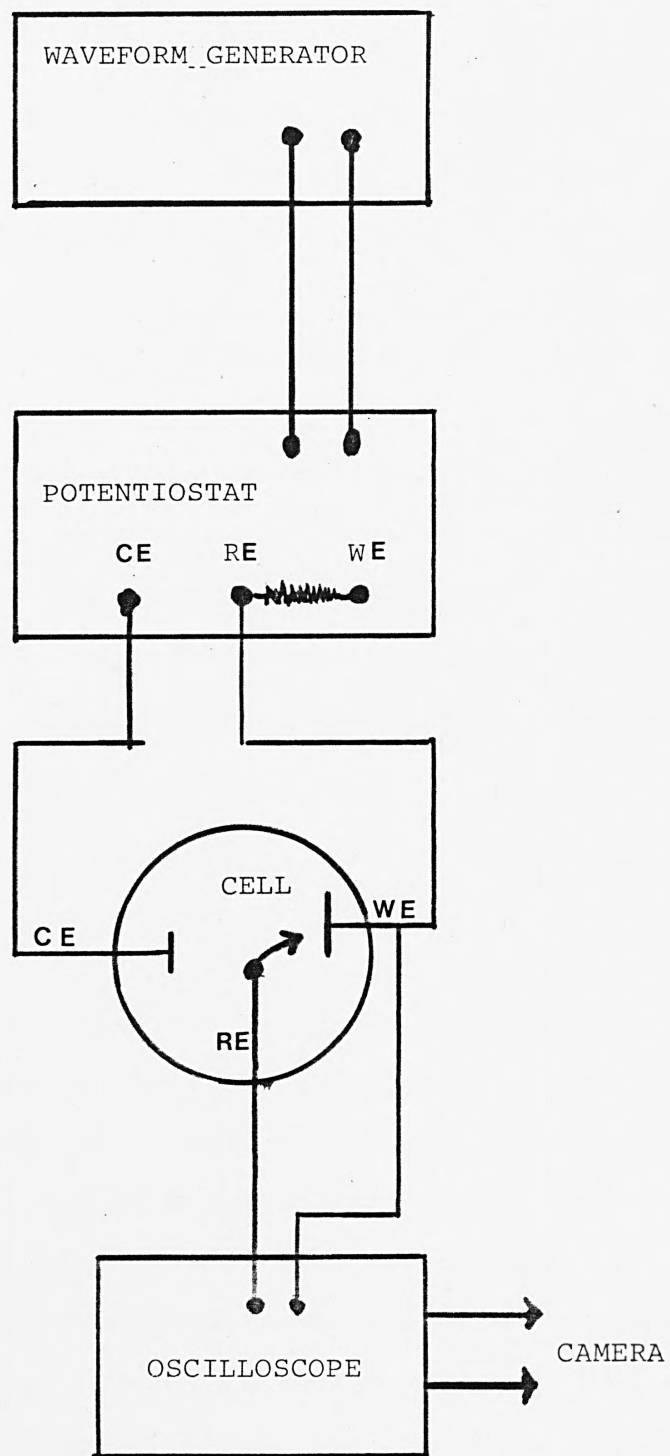 WAVEFORM GENERATOR
POTENTIOSTAT
CE RE WE
CELL
WE
CE
RE
OSCILLOSCOPE
CAMERA